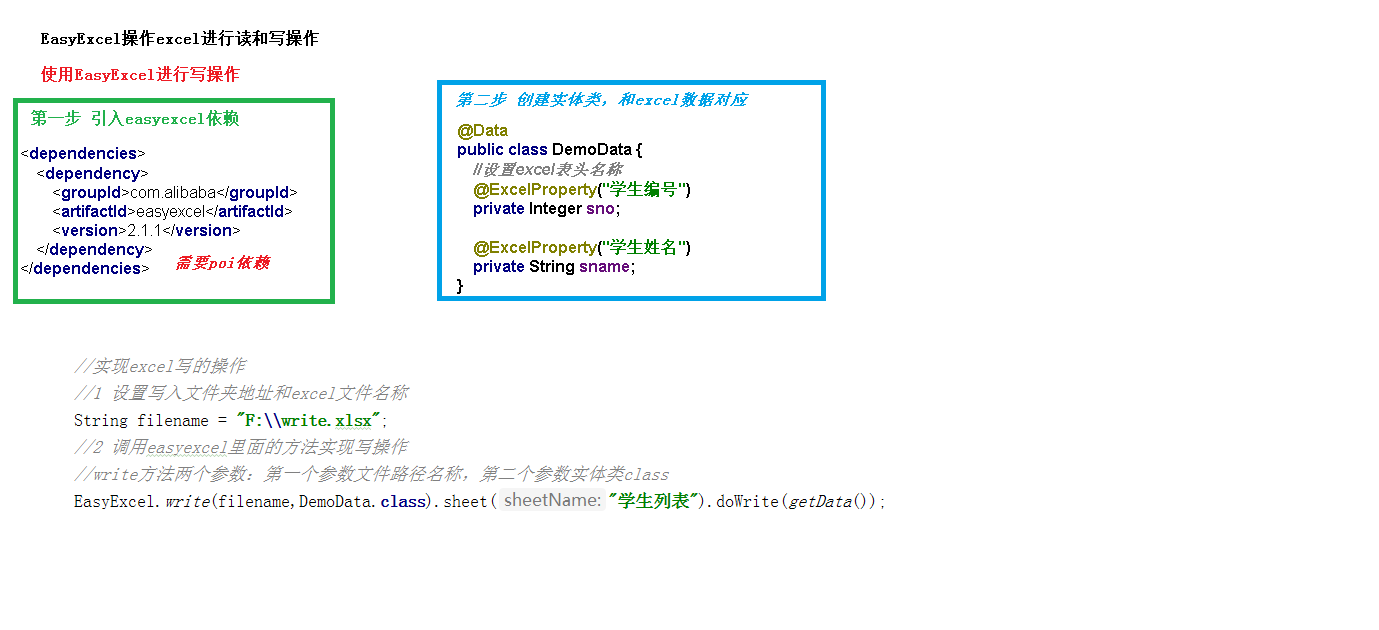 EasyExcel操作excel进行读和写操作
使用EasyExcel进行写操作
第一步 引入easyexcel依赖
<dependencies>
<dependency>
<groupId>com.alibaba</groupId>
<artifactId>easyexcel</artifactId>
<version>2.1.1</version>
</dependency>
</dependencies>
需要poi依赖
第二步 创建实体类，和excel数据对应
@Data
public class DemoData {
//设置excel表头名称
@ExcelProperty("学生编号")
private Integer sno;
@ExcelProperty("学生姓名")
private String sname;
}
//实现excel写的操作
//1 设置写入文件夹地址和excel文件名称
String filename = "F:\\write.xlsx";
//2 调用easyexcel里面的方法实现写操作
//write方法两个参数：第一个参数文件路径名称，第二个参数实体类class
EasyExcel.write(filename,DemoData.class).sheet( sheetName: "学生列表").doWrite(getData());